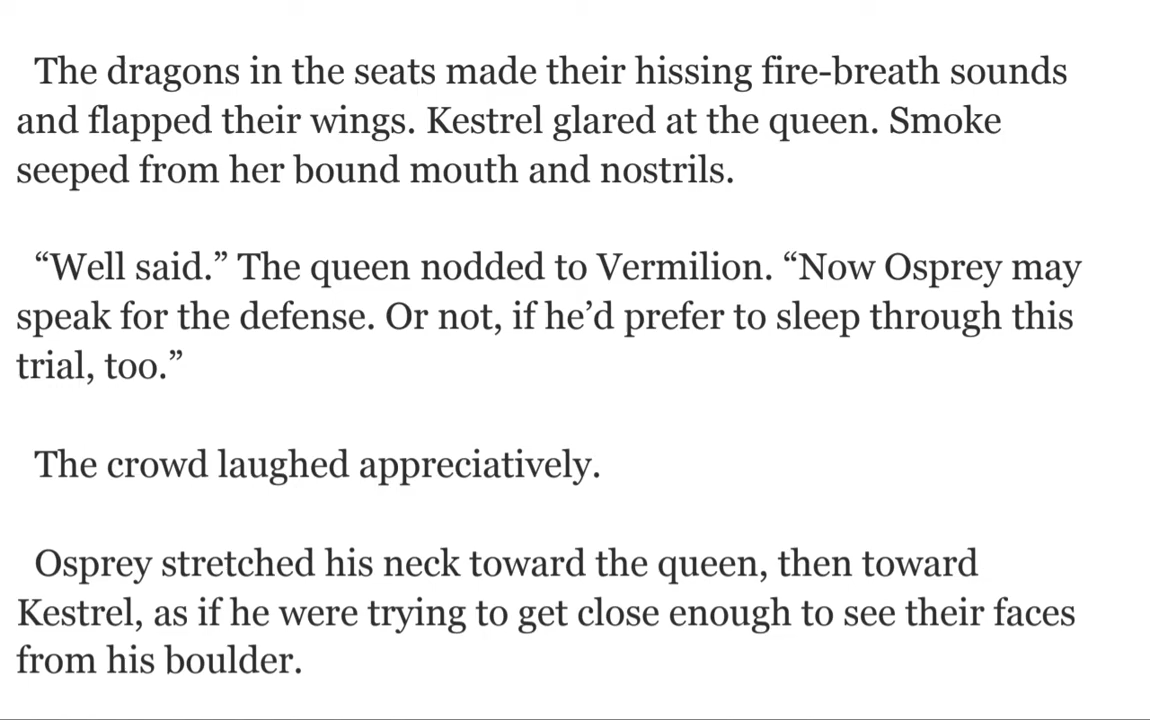 The dragons in the seats made their hissing fire-breath sounds
and flapped their wings. Kestrel glared at the queen. Smoke
seeped from her bound mouth and nostrils.
“Well said.” The queen nodded to Vermilion. “Now Osprey may
speak for the defense. Or not, if he’d prefer to sleep through this
trial, too.”
The crowd laughed appreciatively.
Osprey stretched his neck toward the queen, then toward
Kestrel, as if he were trying to get close enough to see their faces
from his boulder.